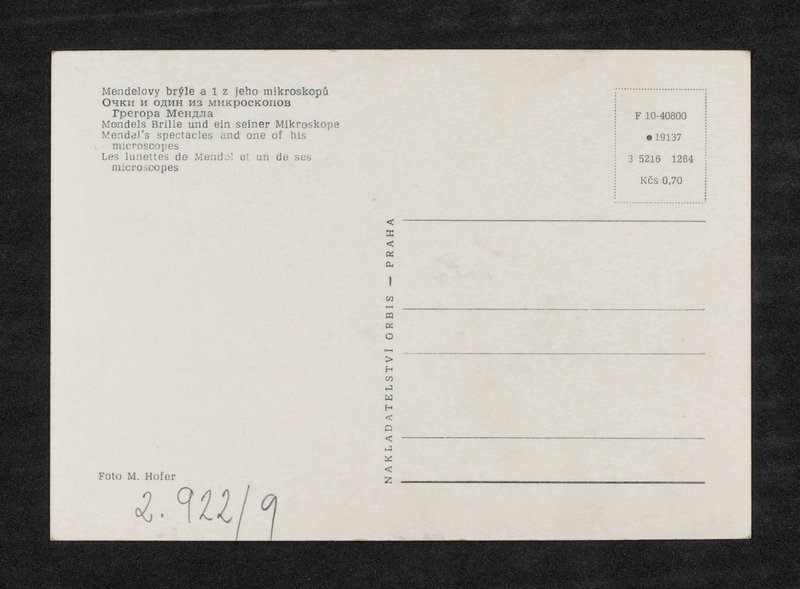 Mendelovy brýle a 1 z jeho mikroskopů
Очки и один из микроскопов
Грегора Мендла
Mendels Brille und ein seiner Mikroskope
Mendel's spectacles and one of his
microscopes
Les lunettes de Mendel et un de ses
microscopes
F 10-40800
● 19137
3 5216 1264
Kčs 0,70
NAKLADATELSTVÍ ORBIS — PRAHA
Foto M. Hofer
2. 922/9